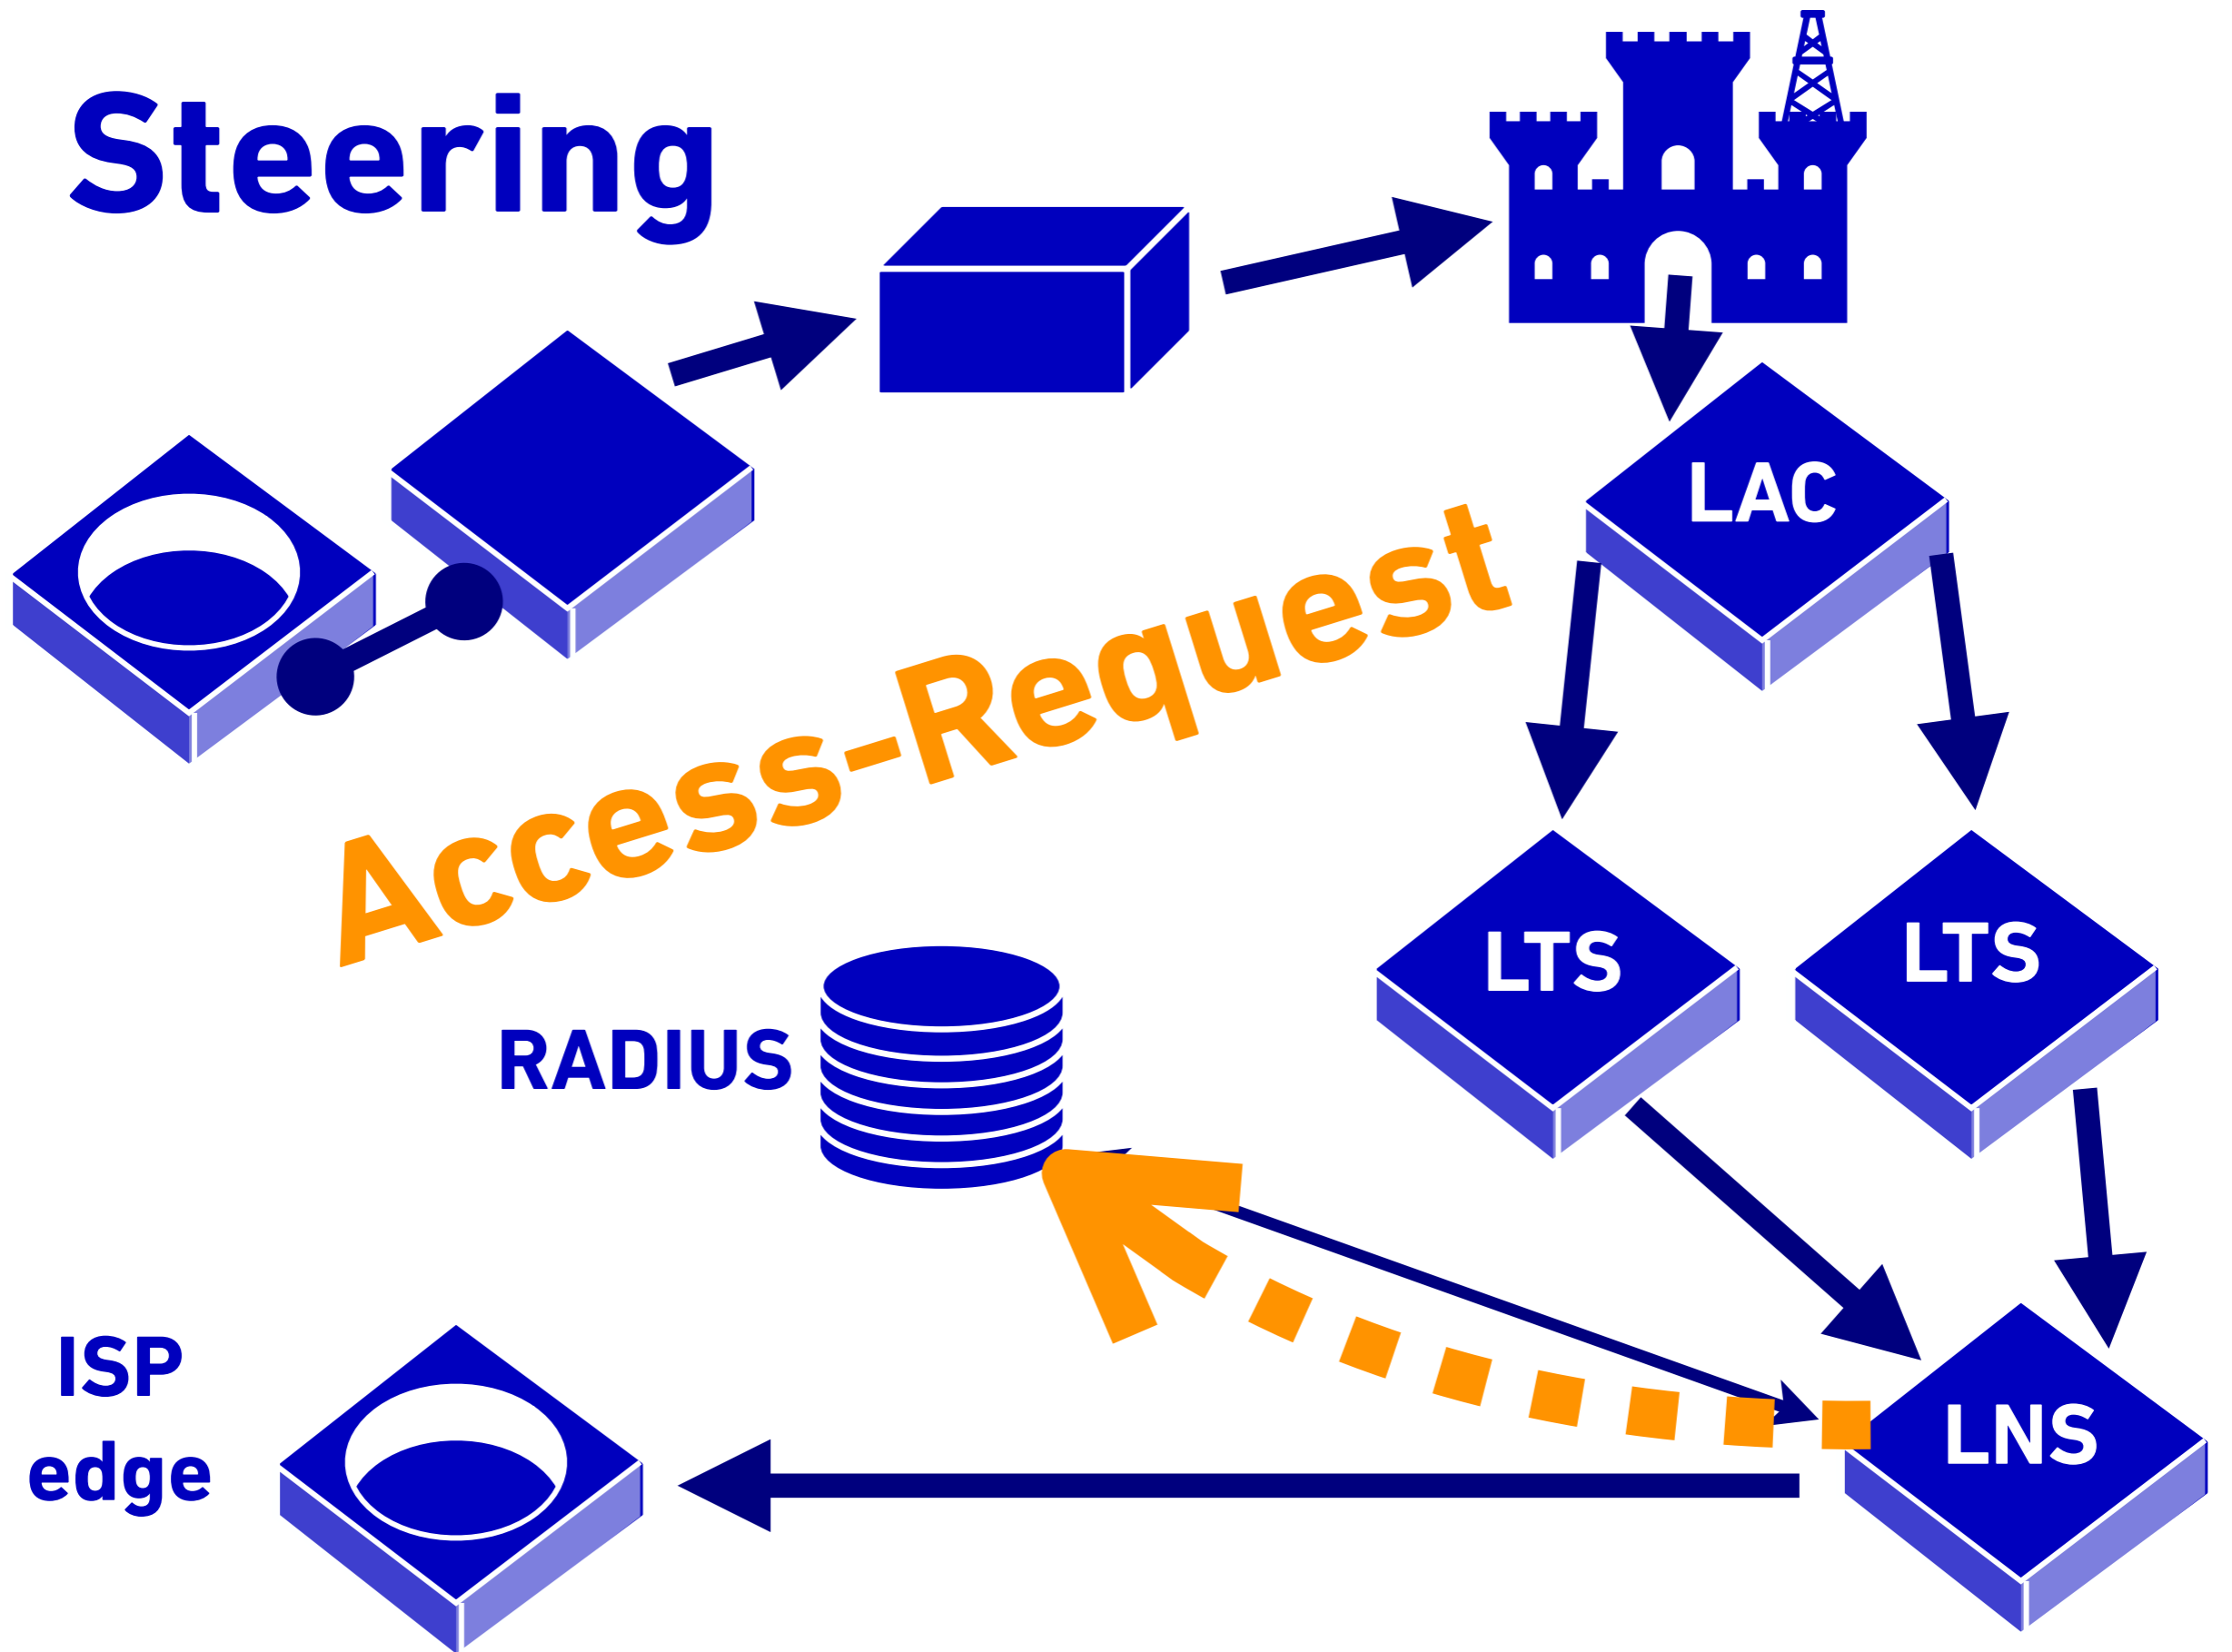 Steering
LAC
Access-Request
LTS
LTS
RADIUS
ISP
edge
LNS